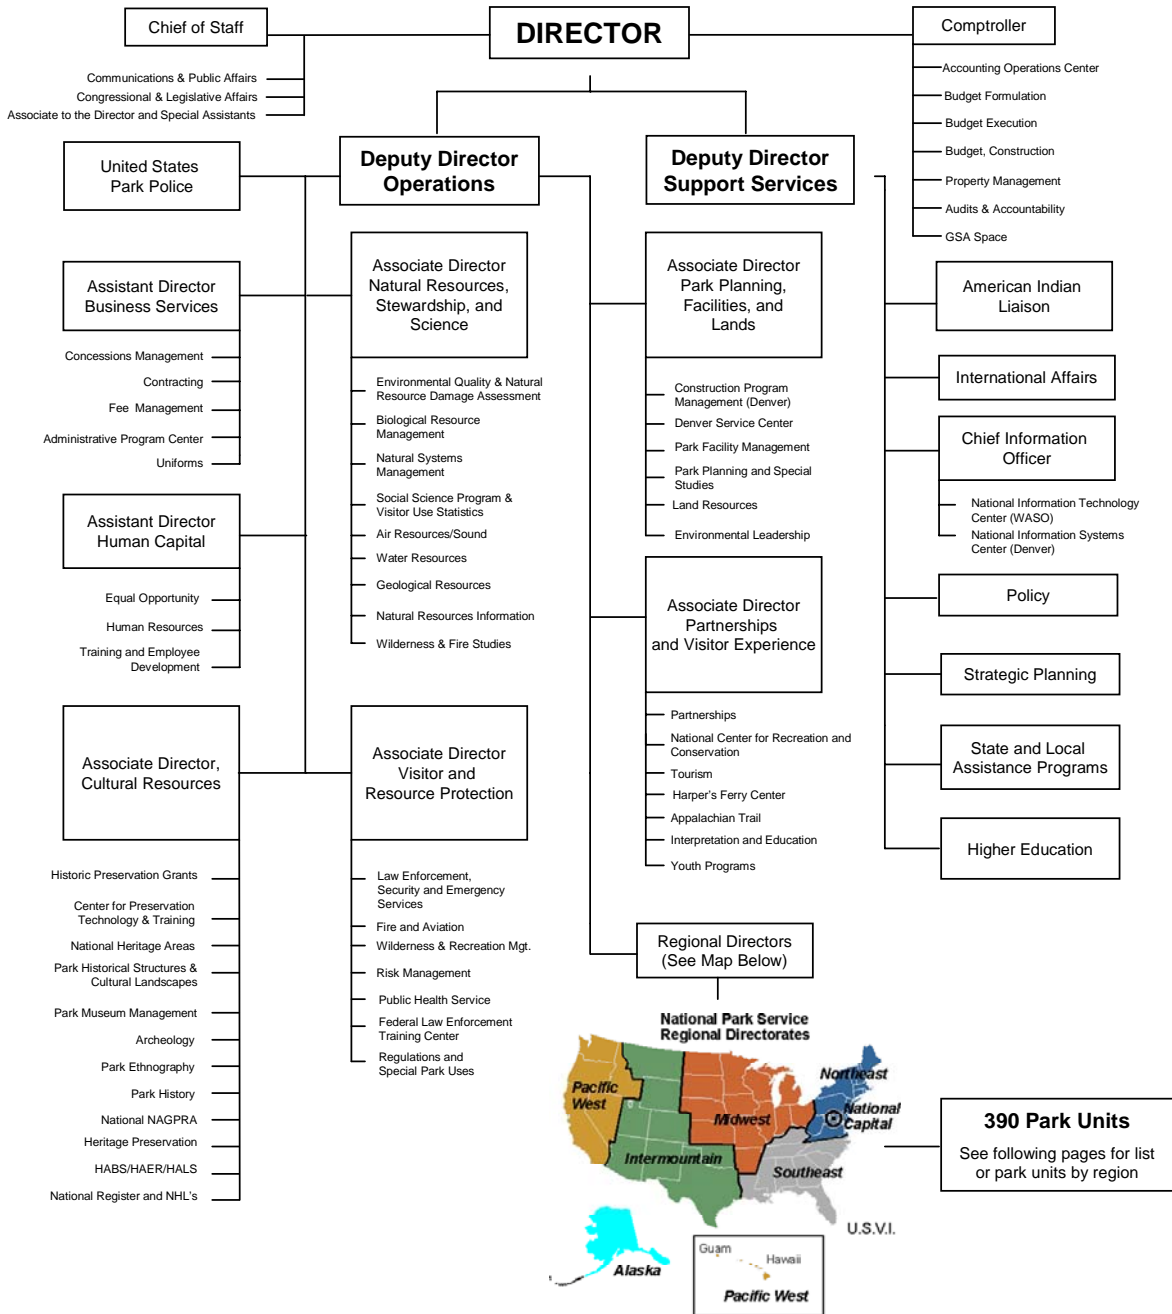 Chief of Staff
DIRECTOR
Comptroller
Communications & Public Affairs
Congressional & Legislative Affairs
Associate to the Director and Special Assistants
Accounting Operations Center
Budget Formulation
Budget Execution
Budget, Construction
Property Management
Audits & Accountability
GSA Space
United States
Park Police
Deputy Director
Operations
Deputy Director
Support Services
Assistant Director
Business Services
Concessions Management
Contracting
Fee Management
Administrative Program Center
Uniforms
Associate Director
Natural Resources,
Stewardship, and
Science
Environmental Quality & Natural
Resource Damage Assessment
Biological Resource
Management
Natural Systems
Management
Social Science Program &
Visitor Use Statistics
Air Resources/Sound
Water Resources
Geological Resources
Natural Resources Information
Wilderness & Fire Studies
Associate Director
Park Planning,
Facilities, and
Lands
Construction Program
Management (Denver)
Denver Service Center
Park Facility Management
Park Planning and Special
Studies
Land Resources
Environmental Leadership
American Indian
Liaison
International Affairs
Chief Information
Officer
National Information Technology
Center (WASO)
National Information Systems
Center (Denver)
Policy
Strategic Planning
State and Local
Assistance Programs
Higher Education
Assistant Director
Human Capital
Equal Opportunity
Human Resources
Training and Employee
Development
Associate Director
Partnerships
and Visitor Experience
Partnerships
National Center for Recreation and
Conservation
Tourism
Harper's Ferry Center
Appalachian Trail
Interpretation and Education
Youth Programs
Associate Director,
Cultural Resources
Historic Preservation Grants
Center for Preservation
Technology & Training
National Heritage Areas
Park Historical Structures &
Cultural Landscapes
Park Museum Management
Archeology
Park Ethnography
Park History
National NAGPRA
Heritage Preservation
HABS/HAER/HALS
National Register and NHL's
Associate Director
Visitor and
Resource Protection
Law Enforcement,
Security and Emergency
Services
Fire and Aviation
Wilderness & Recreation Mgt.
Risk Management
Public Health Service
Federal Law Enforcement
Training Center
Regulations and
Special Park Uses
Regional Directors
(See Map Below)
National Park Service
Regional Directorates
Pacific
West
Intermountain
Midwest
Northeast
National
Capital
Southeast
U.S.V.I.
Alaska
Guam
Hawaii
Pacific West
390 Park Units
See following pages for list
or park units by region